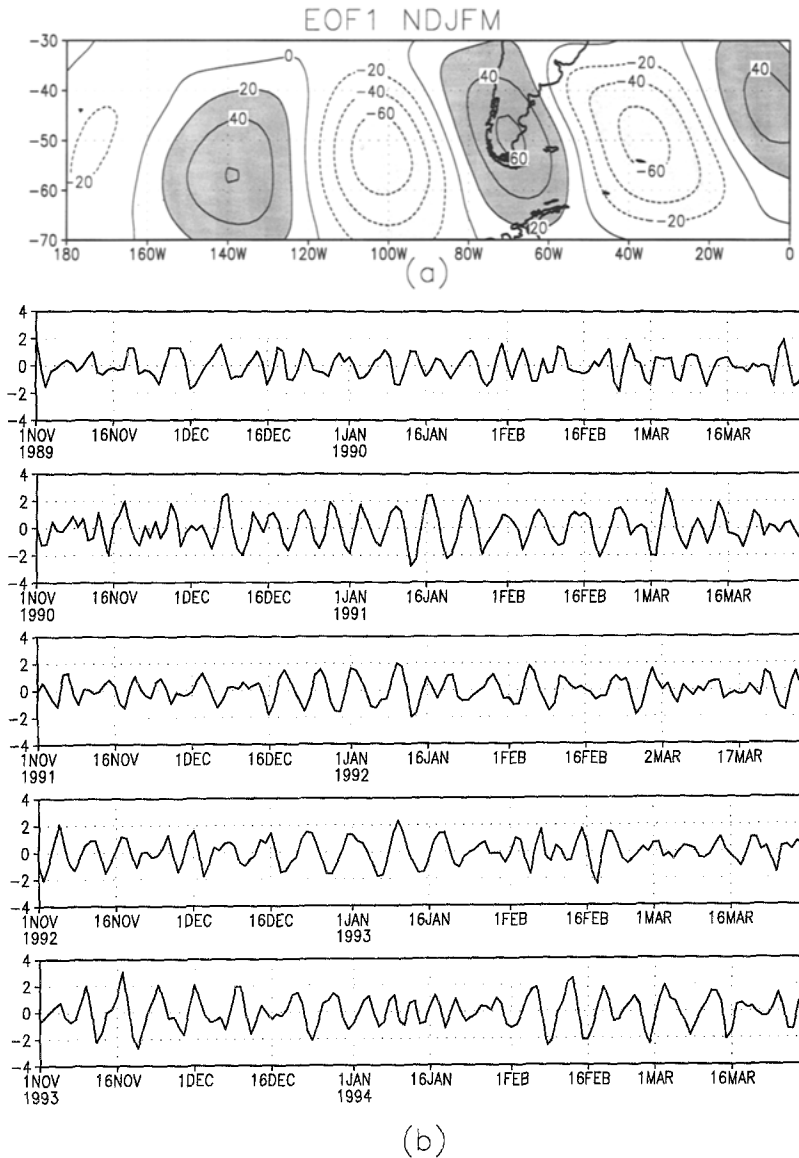 EOF1 NDJFM
-30
-40
-50
-60
-70
0
20
40
-20
-20
-40
-60
40
60
20
-20
-40
-60
-20
40
180
160W
140W
120W
100W
80W
60W
40W
20W
0
(a)
4
2
0
-2
-4
1NOV
1989
16NOV
1DEC
16DEC
1JAN
1990
16JAN
1FEB
16FEB
1MAR
16MAR
4
2
0
-2
-4
1NOV
1990
16NOV
1DEC
16DEC
1JAN
1991
16JAN
1FEB
16FEB
1MAR
16MAR
4
2
0
-2
-4
1NOV
1991
16NOV
1DEC
16DEC
1JAN
1992
16JAN
1FEB
16FEB
2MAR
17MAR
4
2
0
-2
-4
1NOV
1992
16NOV
1DEC
16DEC
1JAN
1993
16JAN
1FEB
16FEB
1MAR
16MAR
4
2
0
-2
-4
1NOV
1993
16NOV
1DEC
16DEC
1JAN
1994
16JAN
1FEB
16FEB
1MAR
16MAR
(b)